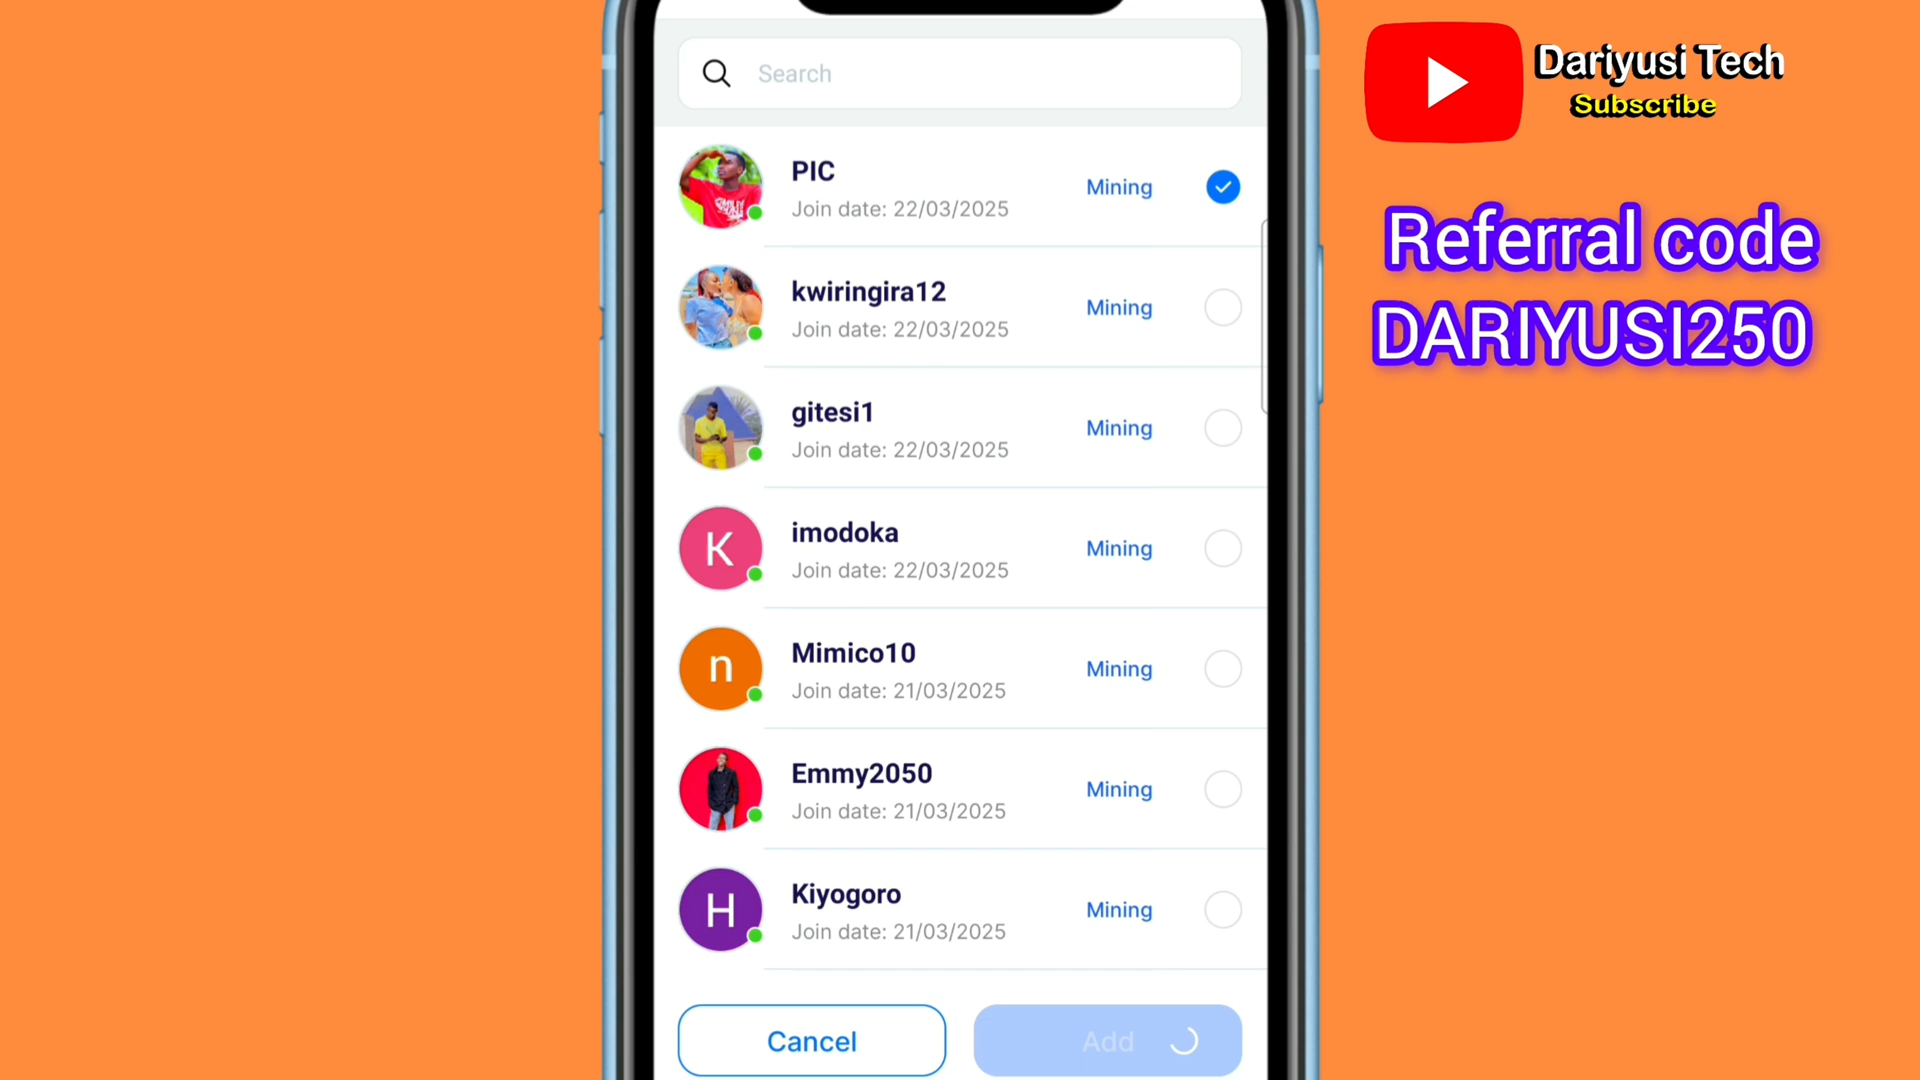 Search
PIC
Join date: 22/03/2025
Mining
kwiringira12
Join date: 22/03/2025
Mining
gitesi1
Join date: 22/03/2025
Mining
K
imodoka
Join date: 22/03/2025
Mining
n
Mimico10
Join date: 21/03/2025
Mining
Emmy2050
Join date: 21/03/2025
Mining
H
Kiyogoro
Join date: 21/03/2025
Mining
Cancel
Add
Dariyusi Tech
Subscribe
Referral code
DARIYUSI250